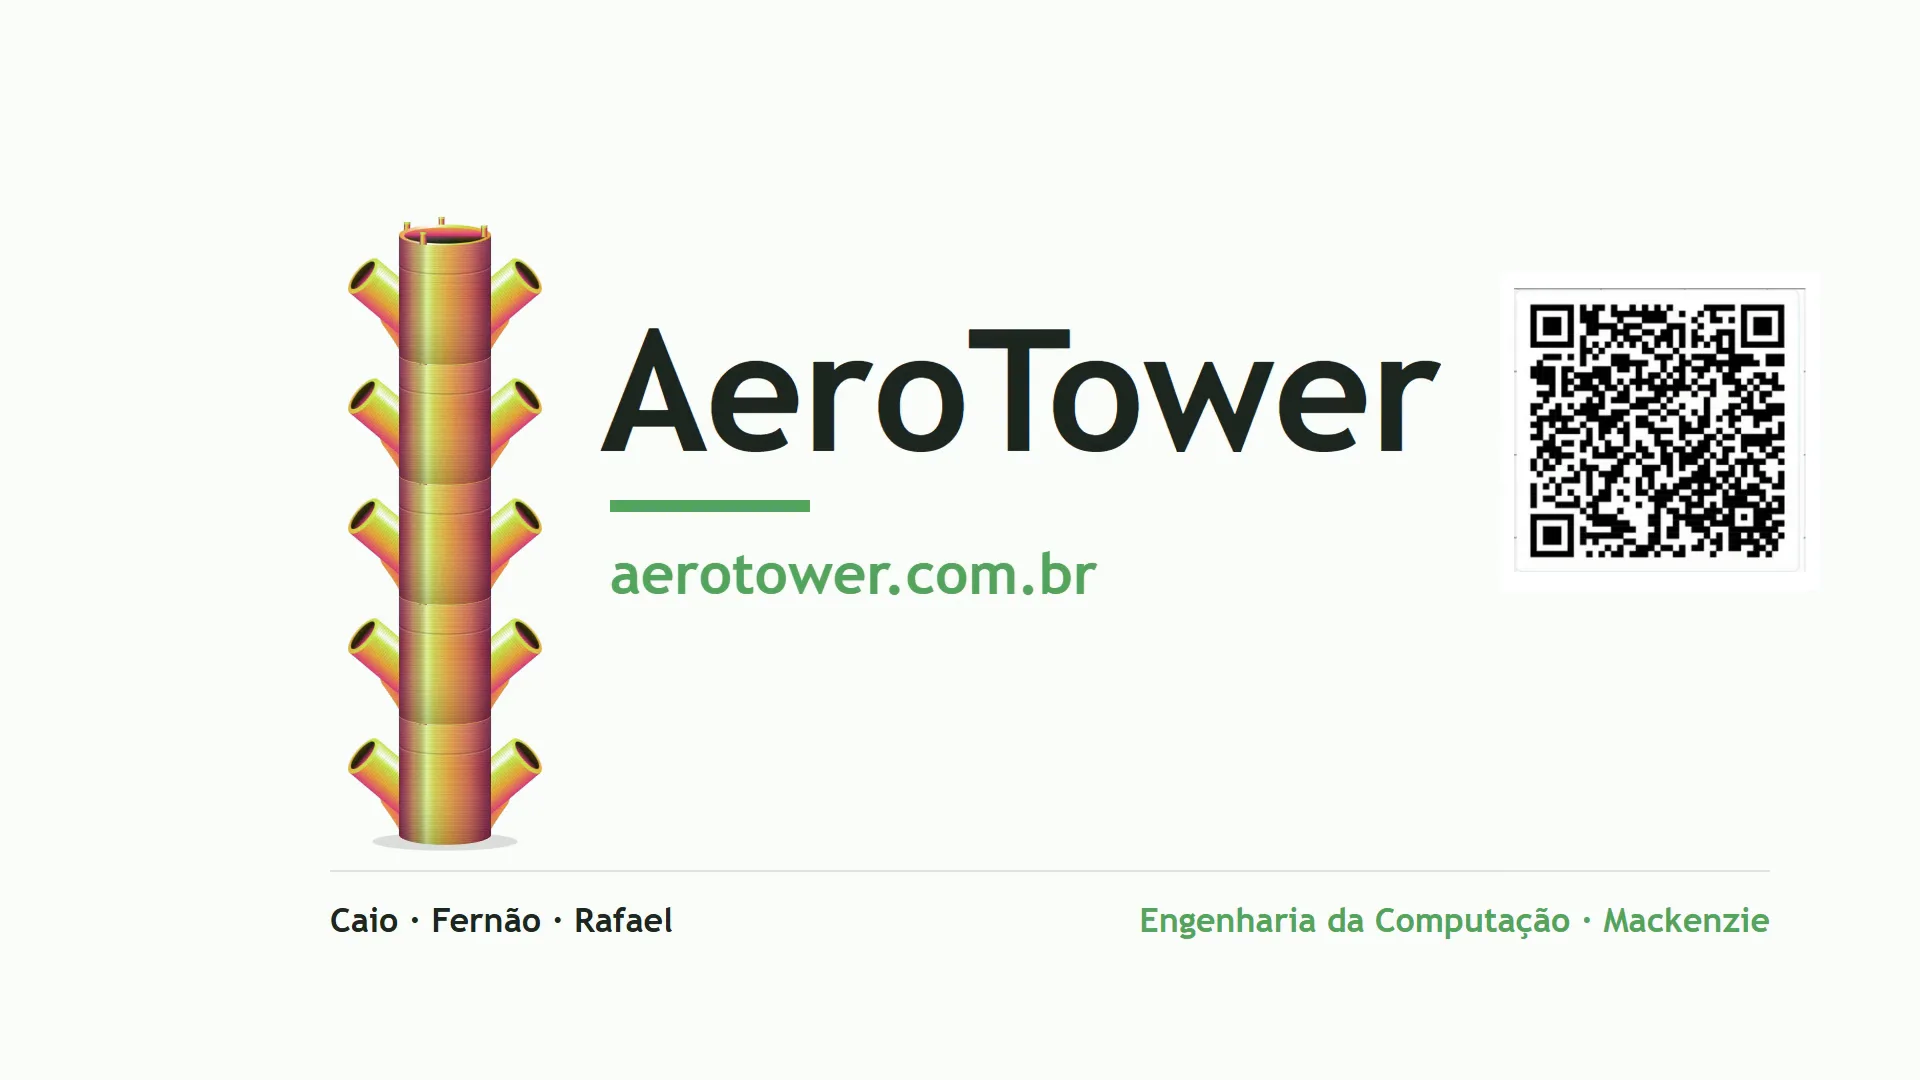 AeroTower
aerotower.com.br
Caio · Fernão · Rafael
Engenharia da Computação · Mackenzie